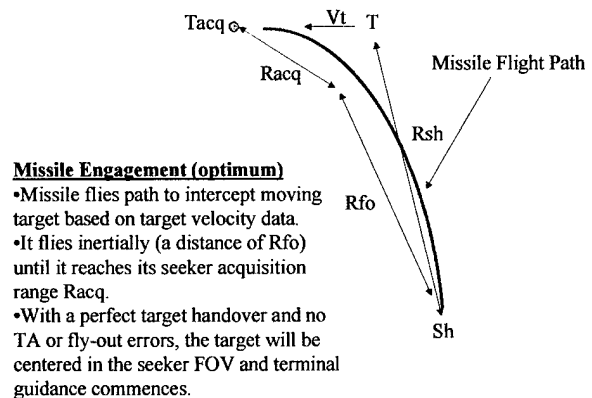 Tacq
Vt
T
Racq
Missile Flight Path
Rsh
Rfo
Sh
Missile Engagement (optimum)
•Missile flies path to intercept moving
target based on target velocity data.
•It flies inertially (a distance of Rfo)
until it reaches its seeker acquisition
range Racq.
•With a perfect target handover and no
TA or fly-out errors, the target will be
centered in the seeker FOV and terminal
guidance commences.